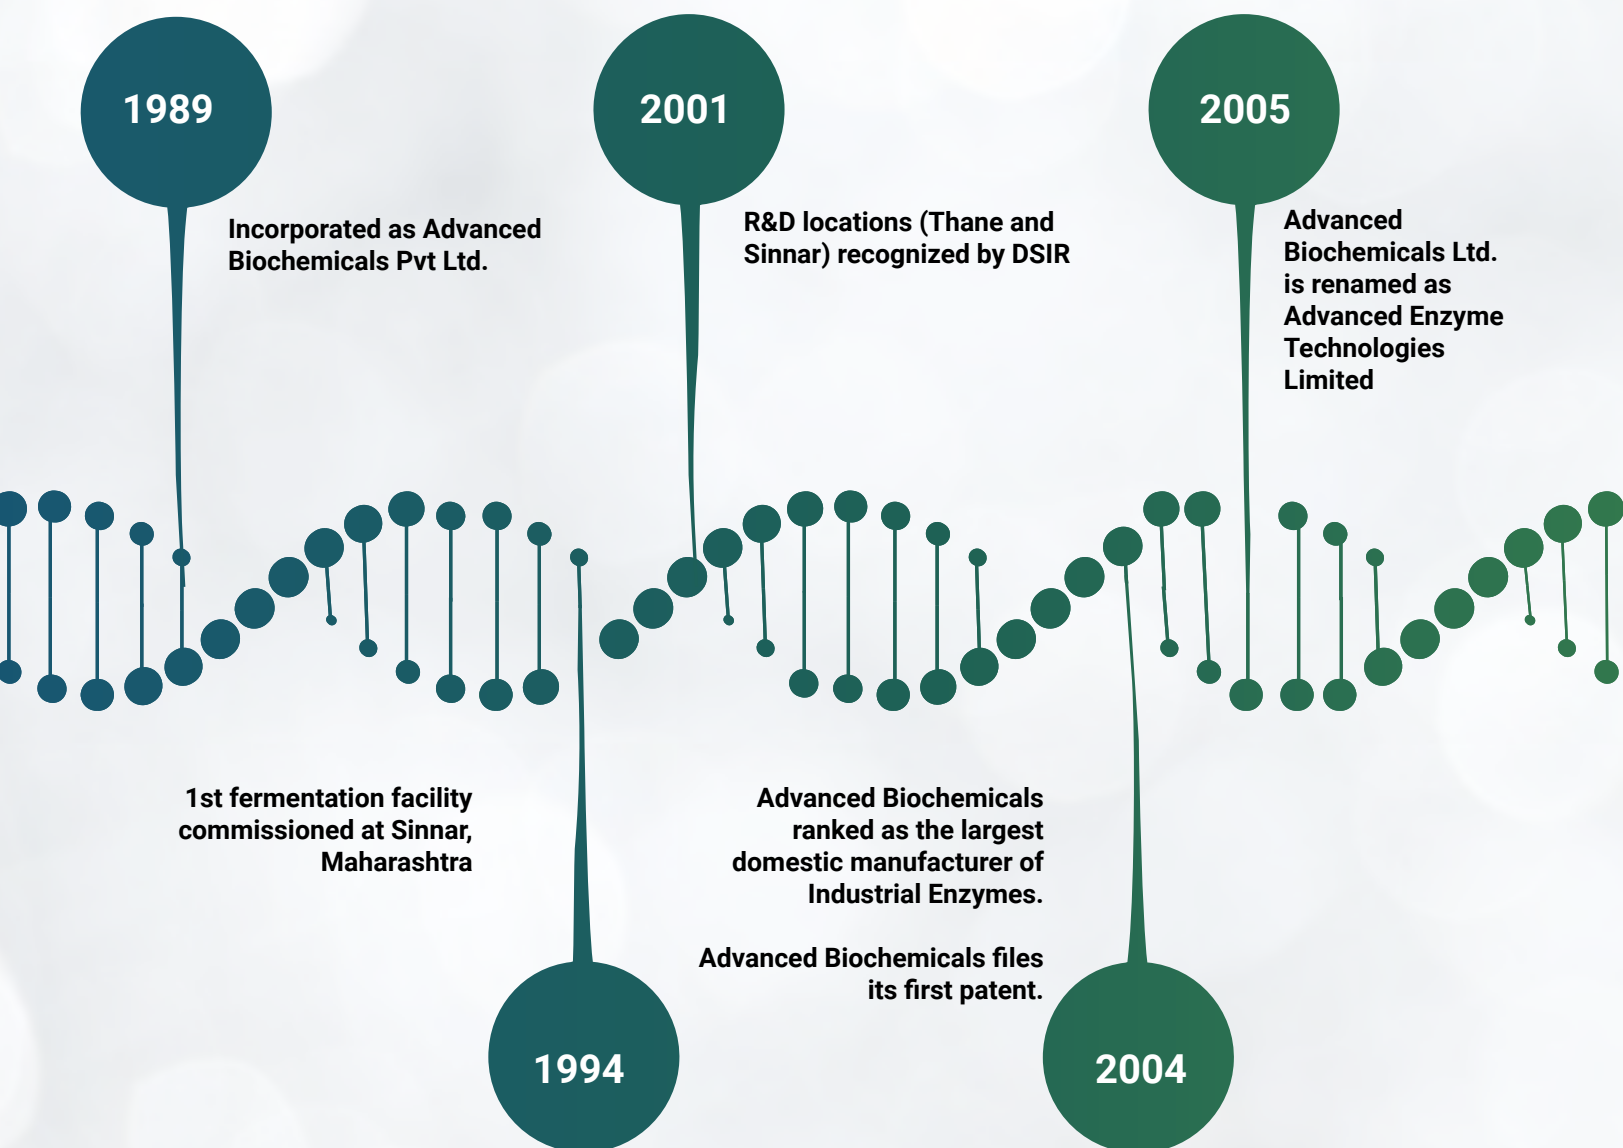 1989
Incorporated as Advanced
Biochemicals Pvt Ltd.
2001
R&D locations (Thane and
Sinnar) recognized by DSIR
2005
Advanced
Biochemicals Ltd.
is renamed as
Advanced Enzyme
Technologies
Limited
1st fermentation facility
commissioned at Sinnar,
Maharashtra
1994
Advanced Biochemicals
ranked as the largest
domestic manufacturer of
Industrial Enzymes.
Advanced Biochemicals files
its first patent.
2004